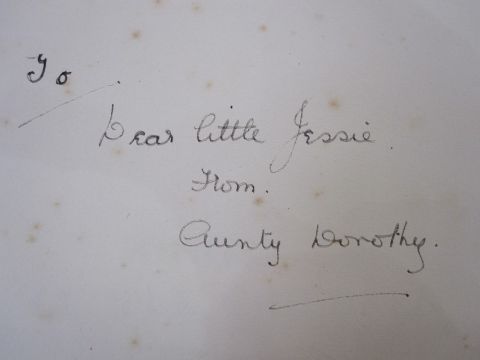 To.
Dear little Jessie.
From.
Aunty Dorothy.